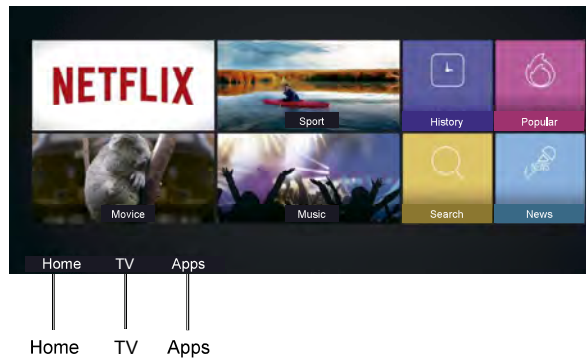 NETFLIX
Sport
History
Popular
Movice
Music
Search
News
Home TV Apps
Home TV Apps